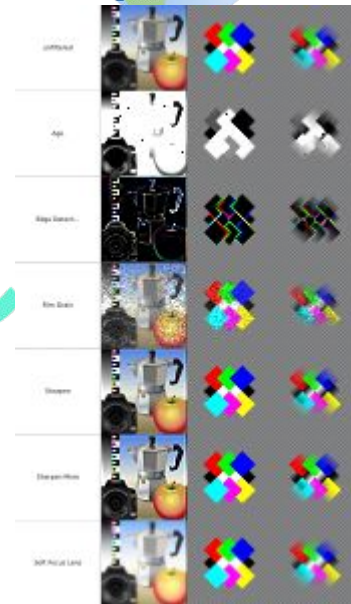 unfiltered
Age
Edge Detect...
Film Grain
Sharpen
Sharpen More
Soft Focus Lens